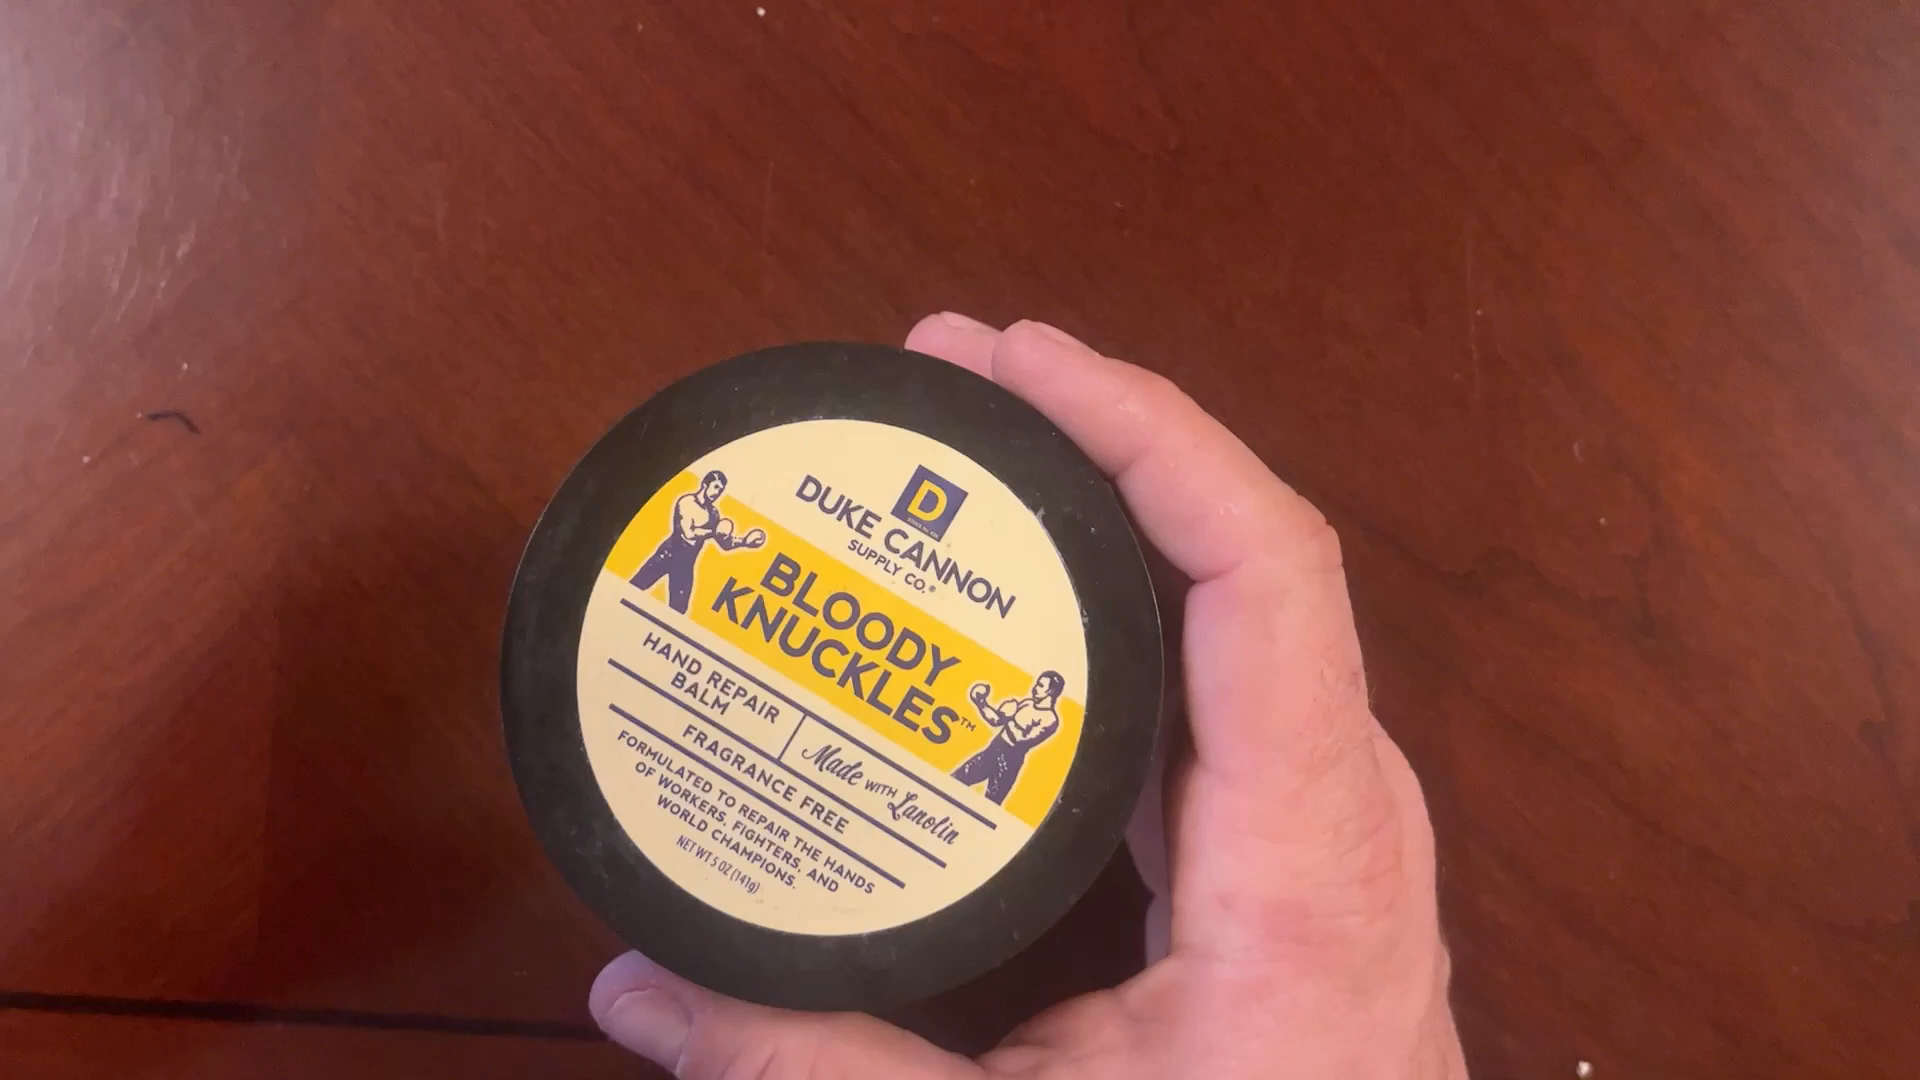 D
DUKE CANNON
SUPPLY CO.®
BLOODY
KNUCKLES™
HAND REPAIR
BALM
Made WITH Lanolin
FRAGRANCE FREE
FORMULATED TO REPAIR THE HANDS
OF WORKERS, FIGHTERS, AND
WORLD CHAMPIONS.
NET WT 5 OZ (141g)